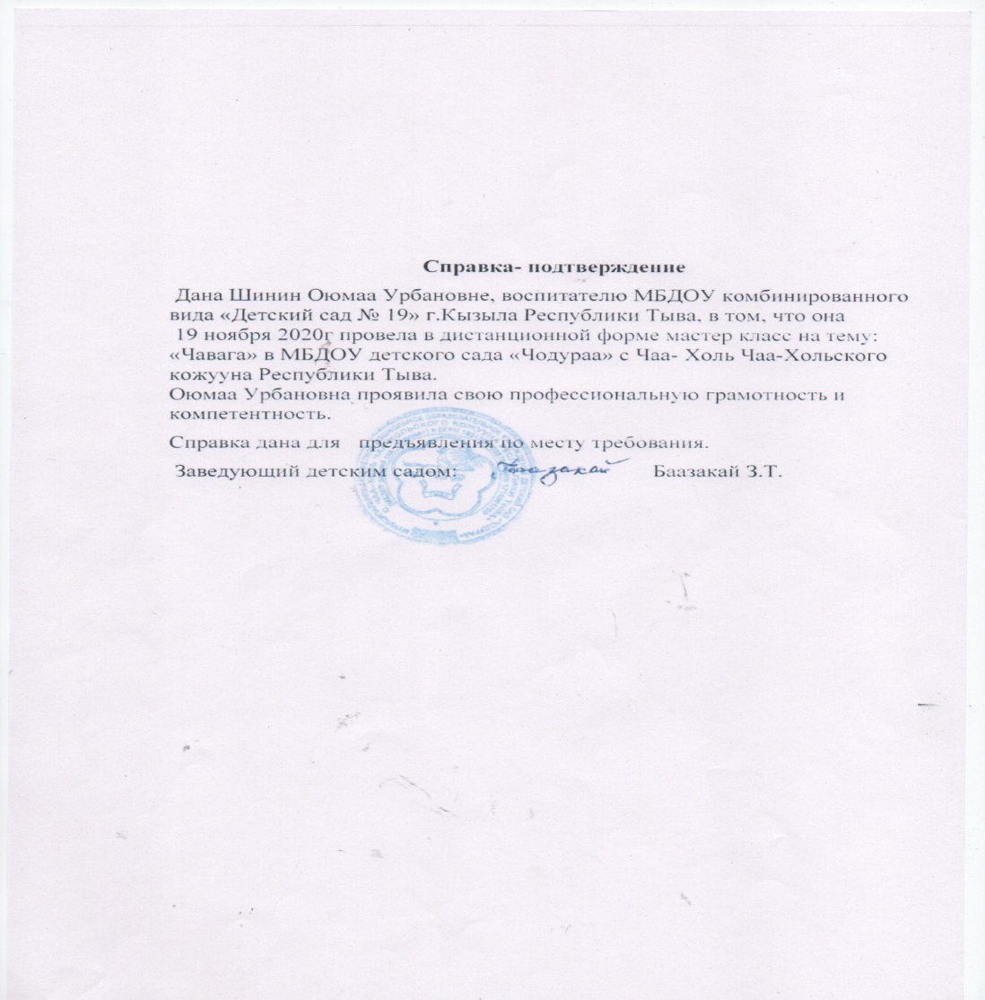 Справка- подтверждение
Дана Шинин Оюмаа Урбановне, воспитателю МБДОУ комбинированного
вида «Детский сад № 19» г.Кызыла Республики Тыва, в том, что она
19 ноября 2020г провела в дистанционной форме мастер класс на тему:
«Чавага» в МБДОУ детского сада «Чодураа» с Чаа- Холь Чаа-Хольского
кожууна Республики Тыва.
Оюмаа Урбановна проявила свою профессиональную грамотность и
компетентность.
Справка дана для предъявления по месту требования.
Заведующий детским садом: Баазакай Баазакай З.Т.